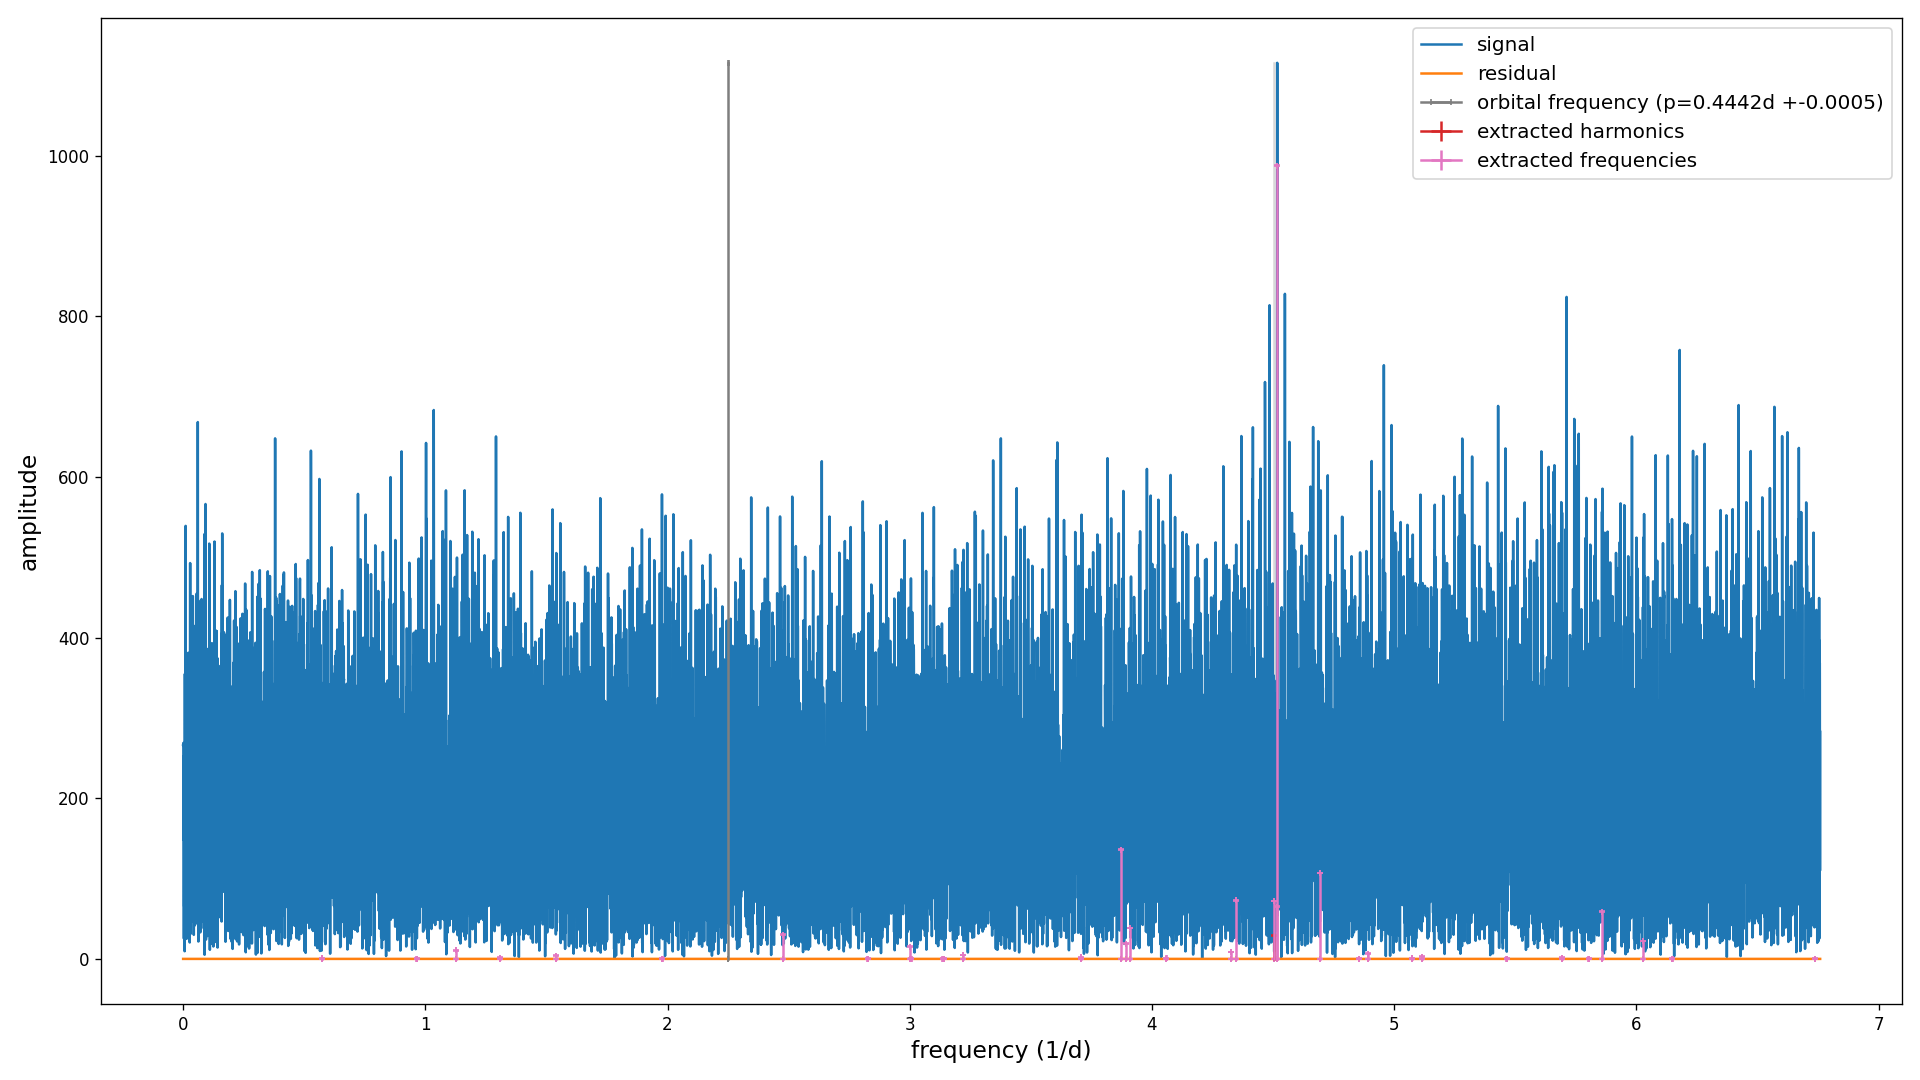 signal
residual
orbital frequency (p=0.4442d +-0.0005)
extracted harmonics
extracted frequencies
1000
800
600
400
200
0
amplitude
0 1 2 3 4 5 6 7
frequency (1/d)